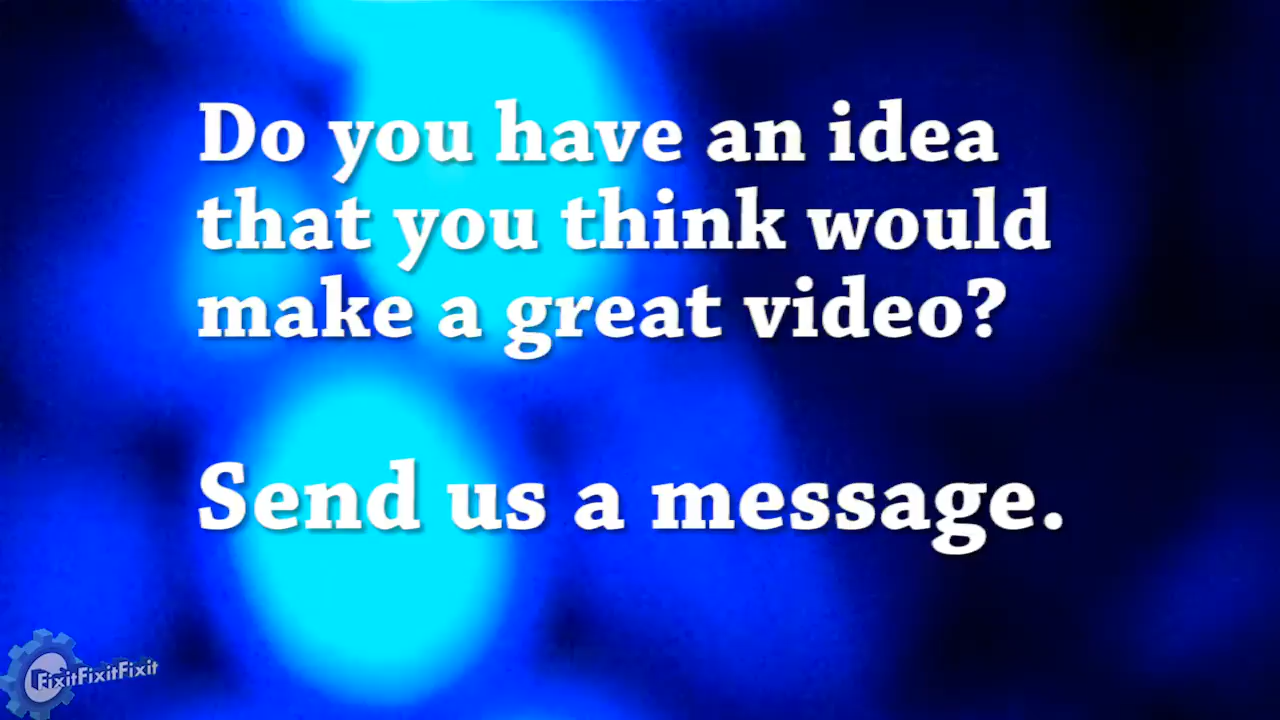 Do you have an idea
that you think would
make a great video?
Send us a message.
FixitFixitFixit